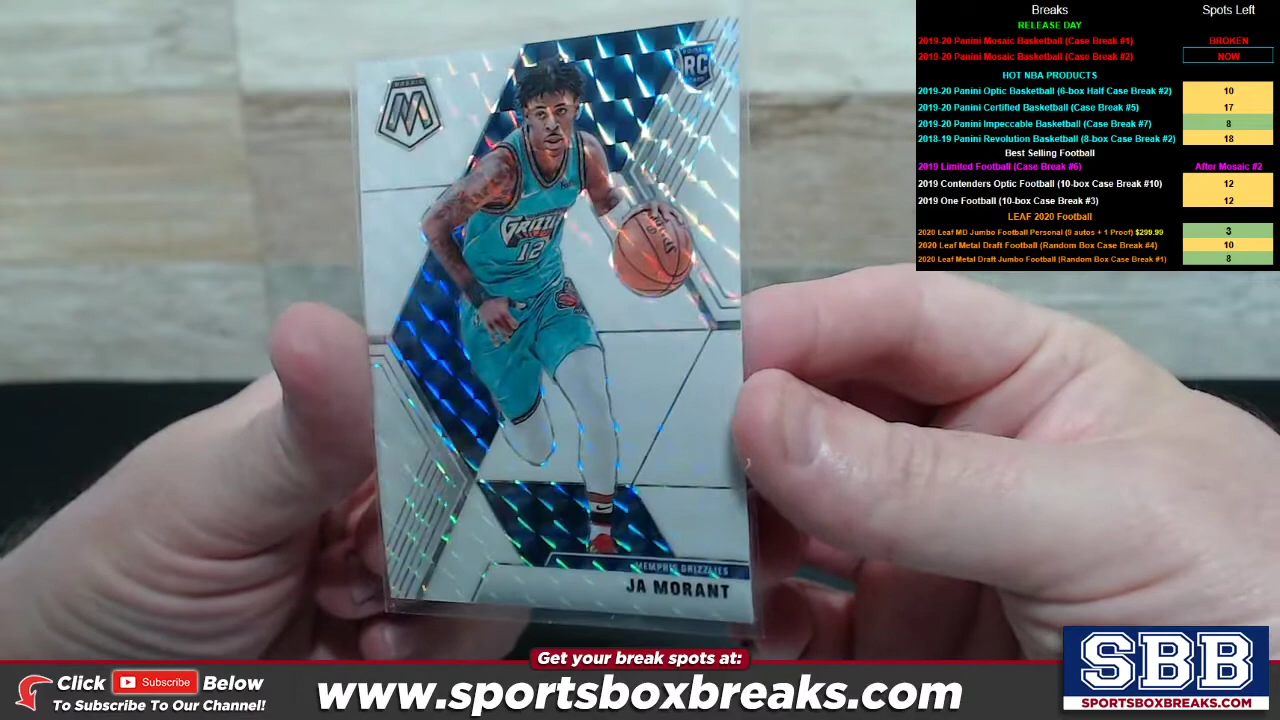 Breaks Spots Left
RELEASE DAY
2019-20 Panini Mosaic Basketball (Case Break #1) BROKEN
2019-20 Panini Mosaic Basketball (Case Break #2) NOW
HOT NBA PRODUCTS
2019-20 Panini Optic Basketball (6-box Half Case Break #2) 10
2019-20 Panini Certified Basketball (Case Break #5) 17
2019-20 Panini Impeccable Basketball (Case Break #7) 8
2018-19 Panini Revolution Basketball (8-box Case Break #2) 18
Best Selling Football
2019 Limited Football (Case Break #6) After Mosaic #2
2019 Contenders Optic Football (10-box Case Break #10) 12
2019 One Football (10-box Case Break #3) 12
LEAF 2020 Football
2020 Leaf MD Jumbo Football Personal (9 autos + 1 Proof) $299.99 3
2020 Leaf Metal Draft Football (Random Box Case Break #4) 10
2020 Leaf Metal Draft Jumbo Football (Random Box Case Break #1) 8
MOSAIC
M
RC
GRIZZ
12
MEMPHIS GRIZZLIES
JA MORANT
Get your break spots at:
www.sportsboxbreaks.com
Click Subscribe Below
To Subscribe To Our Channel!
SBB
SPORTSBOXBREAKS.COM